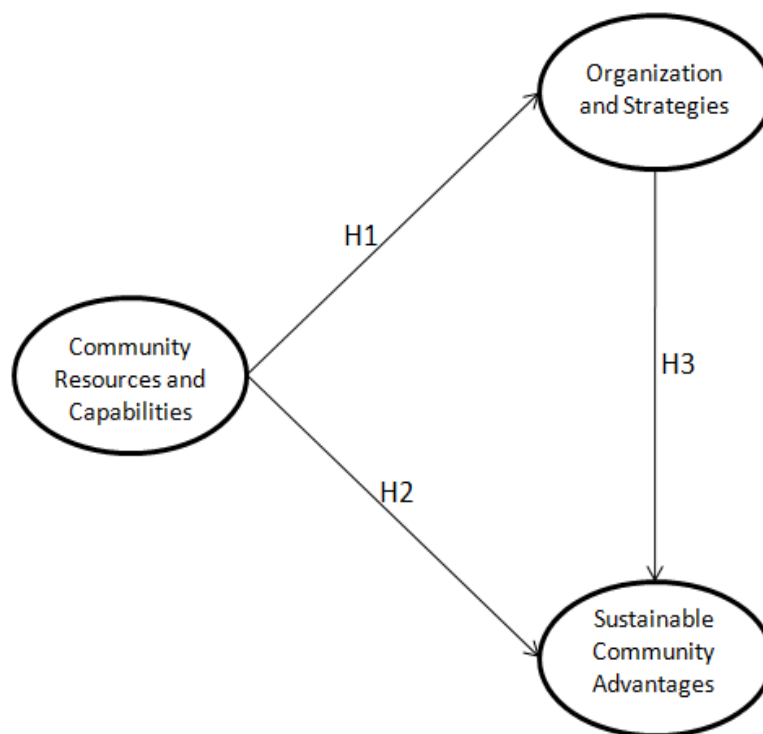 Organization
and Strategies
H1
Community
Resources and
Capabilities
H3
H2
Sustainable
Community
Advantages